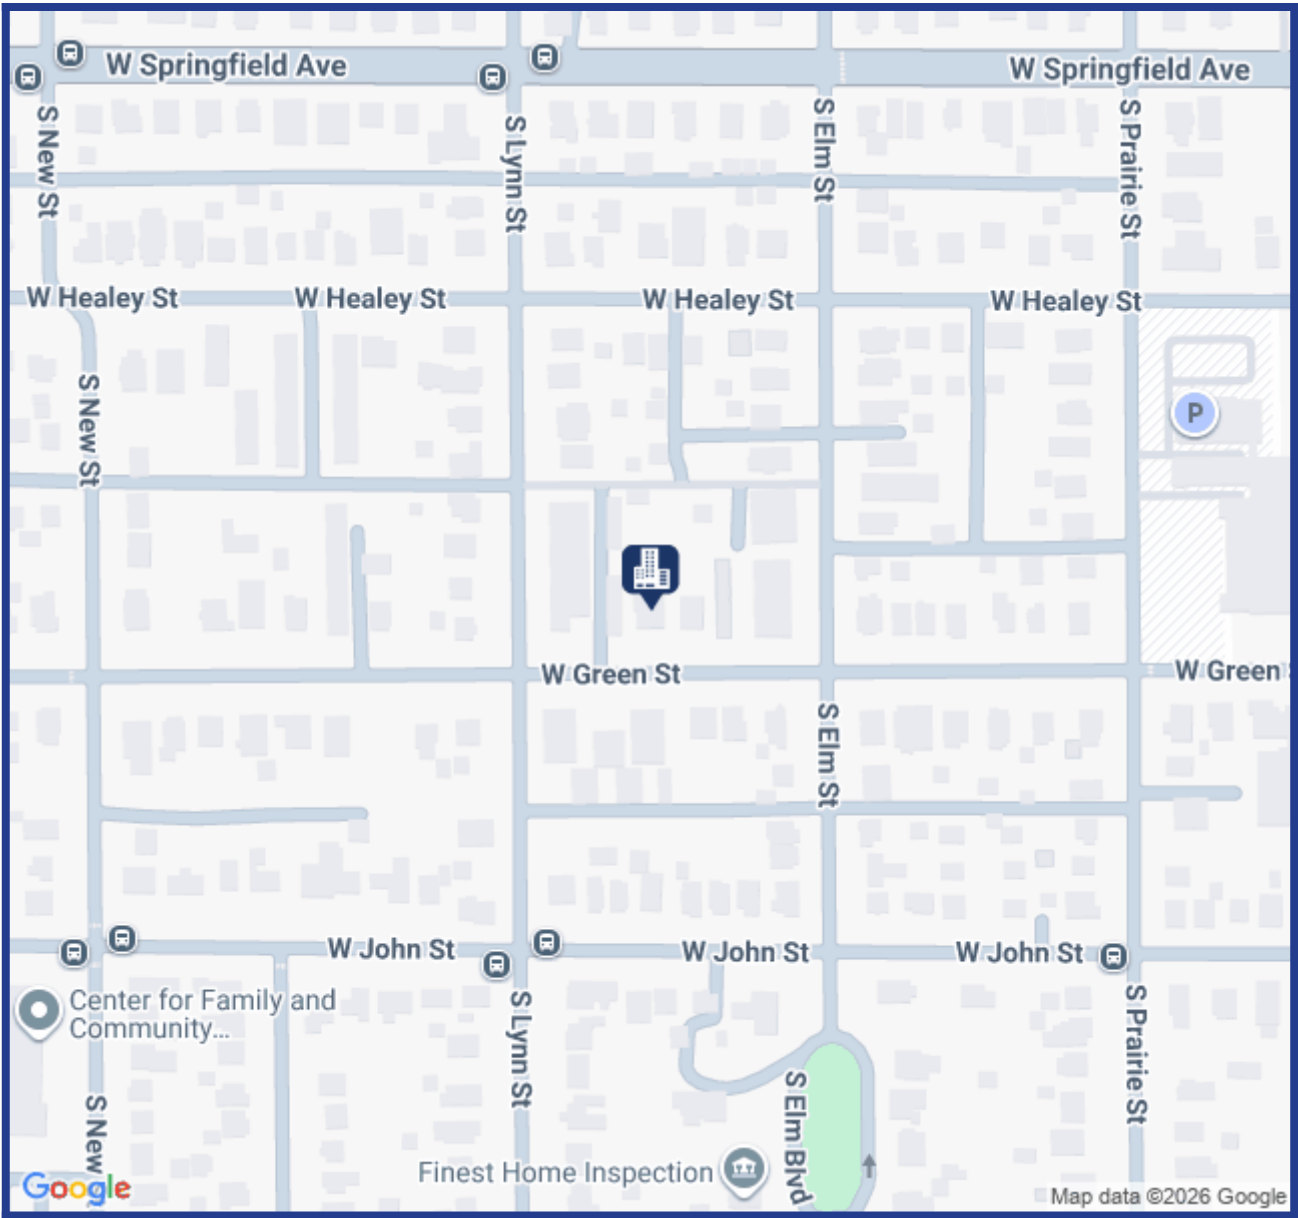 W Springfield Ave
W Springfield Ave
S New St
S Lynn St
S Elm St
S Prairie St
W Healey St
W Healey St
W Healey St
W Healey St
S New St
P
W Green St
W Green
S Elm St
W John St
W John St
W John St
Center for Family and
Community...
S Lynn St
S Prairie St
S New
S Elm Blvd
Finest Home Inspection
Google
Map data ©2026 Google